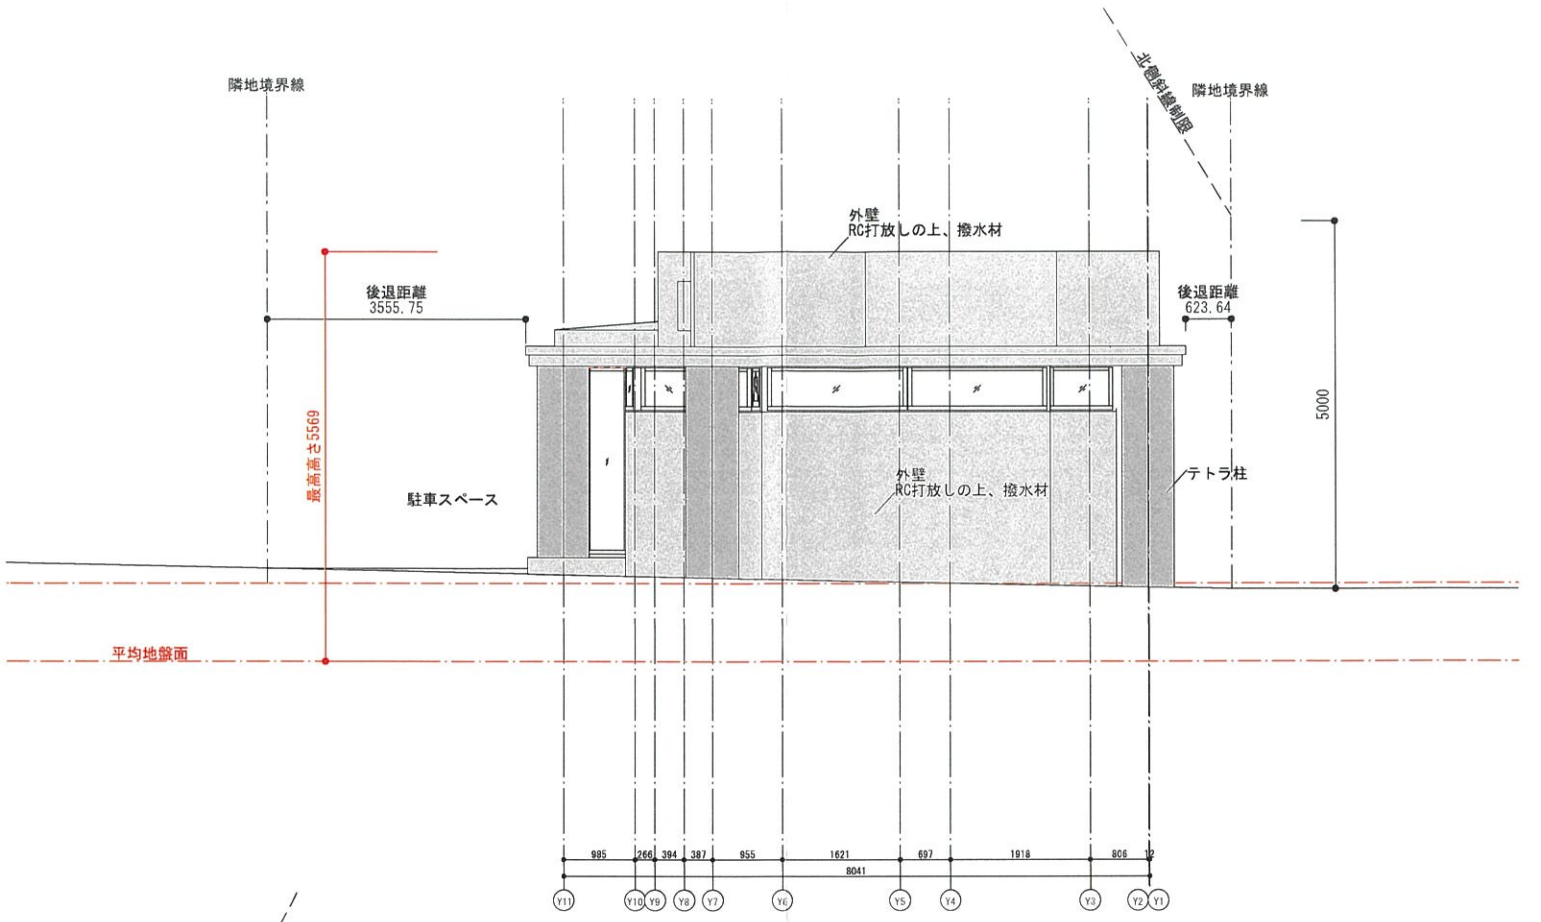 北側斜線制限
隣地境界線
隣地境界線
外壁
RC打放しの上、撥水材
後退距離
3555.75
後退距離
623.64
5000
最高高さ5569
外壁
RC打放しの上、撥水材
テトラ柱
駐車スペース
平均地盤面
985
266
394
387
955
1621
697
1918
806
12
8041
Y11
Y10
Y9
Y8
Y7
Y6
Y5
Y4
Y3
Y2
Y1